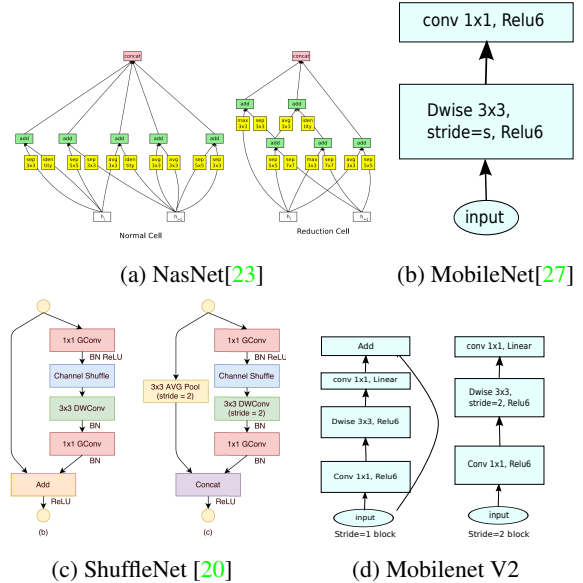 concat
add add add add add
sep 3x3 iden tity sep 5x5 sep 3x3 avg 3x3 iden tity avg 3x3 avg 3x3 sep 5x5 sep 3x3
h i h i-1
Normal Cell
concat
add add
max 3x3 sep 3x3 avg 3x3 iden tity
add add add
sep 5x5 sep 7x7 max 3x3 sep 7x7 avg 3x3 sep 5x5
h i h i-1
Reduction Cell
(a) NasNet[23]
conv 1x1, Relu6
Dwise 3x3,
stride=s, Relu6
input
(b) MobileNet[27]
1x1 GConv
BN ReLU
Channel Shuffle
3x3 DWConv
BN
1x1 GConv
BN
Add
ReLU
(b)
1x1 GConv
BN ReLU
Channel Shuffle
3x3 AVG Pool
(stride = 2)
3x3 DWConv
(stride = 2)
BN
1x1 GConv
BN
Concat
ReLU
(c)
(c) ShuffleNet [20]
Add
conv 1x1, Linear
Dwise 3x3, Relu6
Conv 1x1, Relu6
input
Stride=1 block
conv 1x1, Linear
Dwise 3x3,
stride=2, Relu6
Conv 1x1, Relu6
input
Stride=2 block
(d) Mobilenet V2